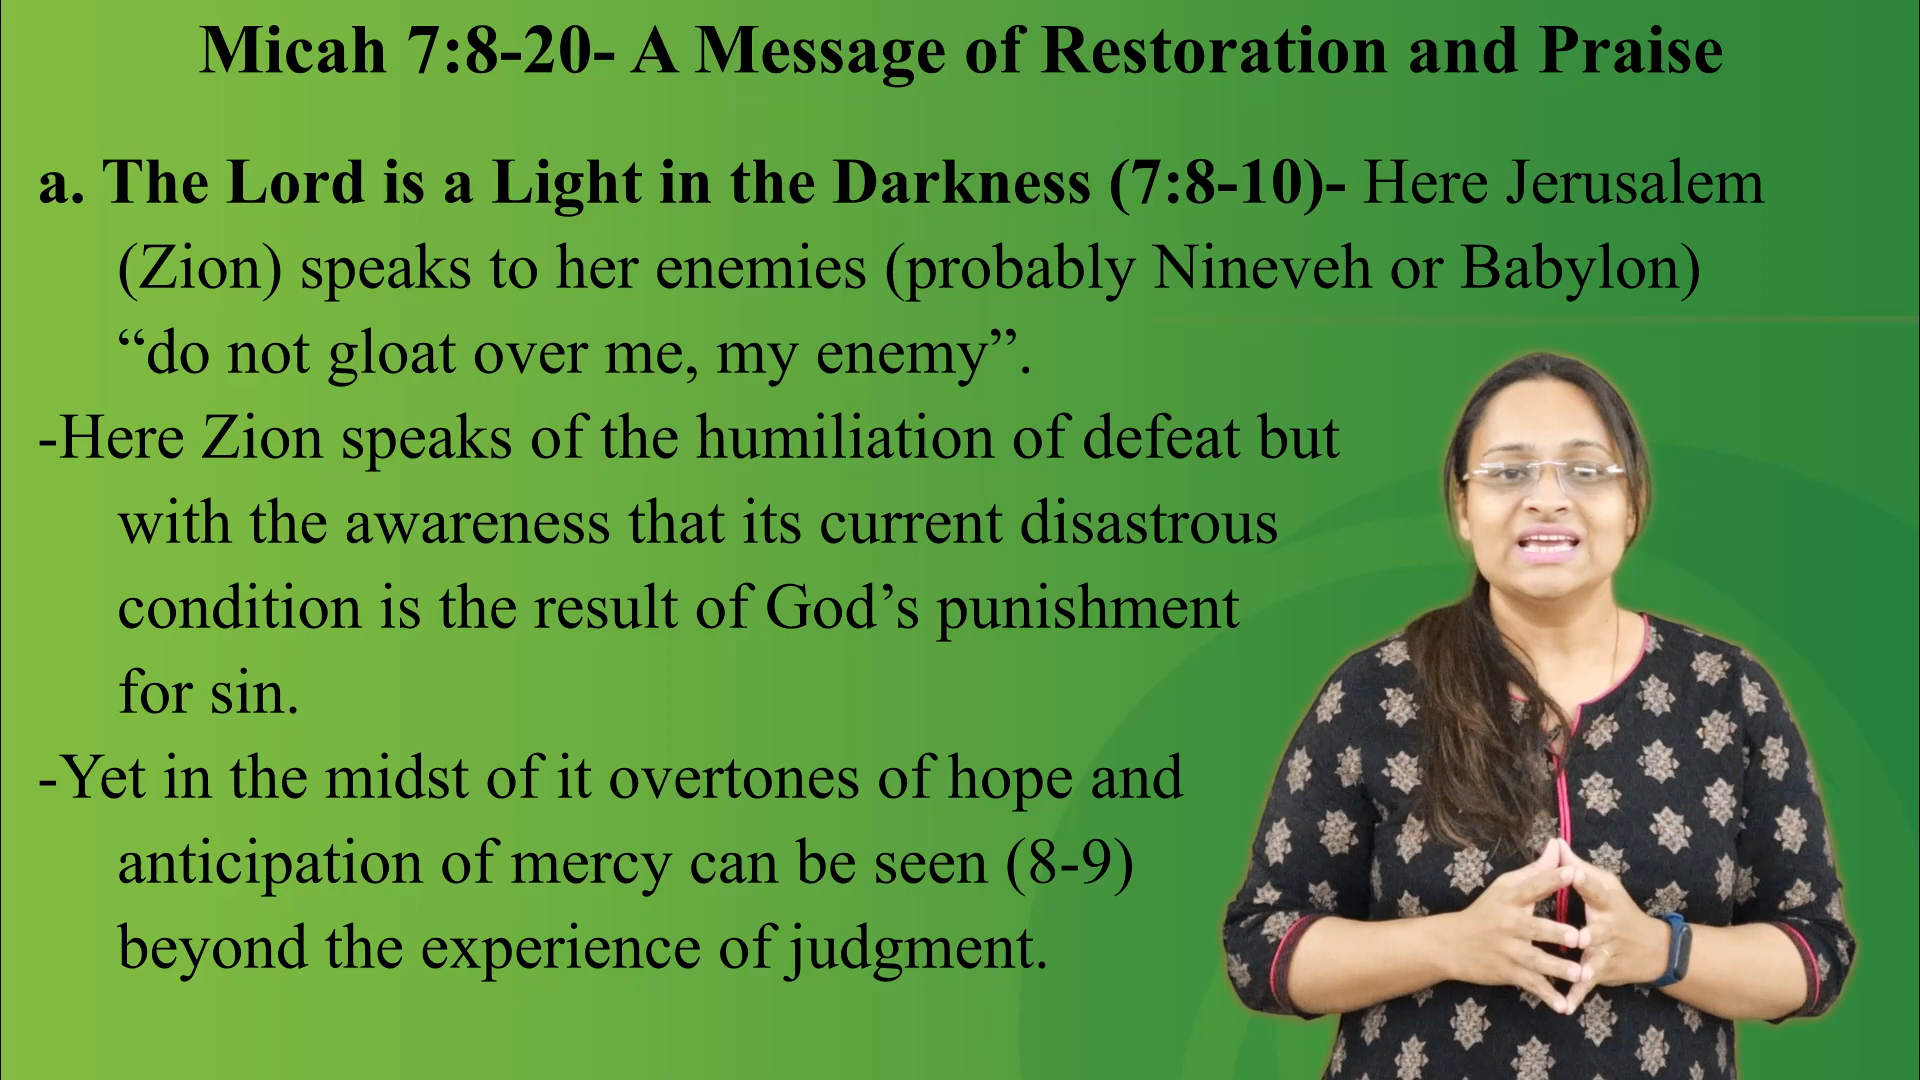 Micah 7:8-20- A Message of Restoration and Praise
a. The Lord is a Light in the Darkness (7:8-10)- Here Jerusalem
(Zion) speaks to her enemies (probably Nineveh or Babylon)
“do not gloat over me, my enemy”.
-Here Zion speaks of the humiliation of defeat but
with the awareness that its current disastrous
condition is the result of God’s punishment
for sin.
-Yet in the midst of it overtones of hope and
anticipation of mercy can be seen (8-9)
beyond the experience of judgment.